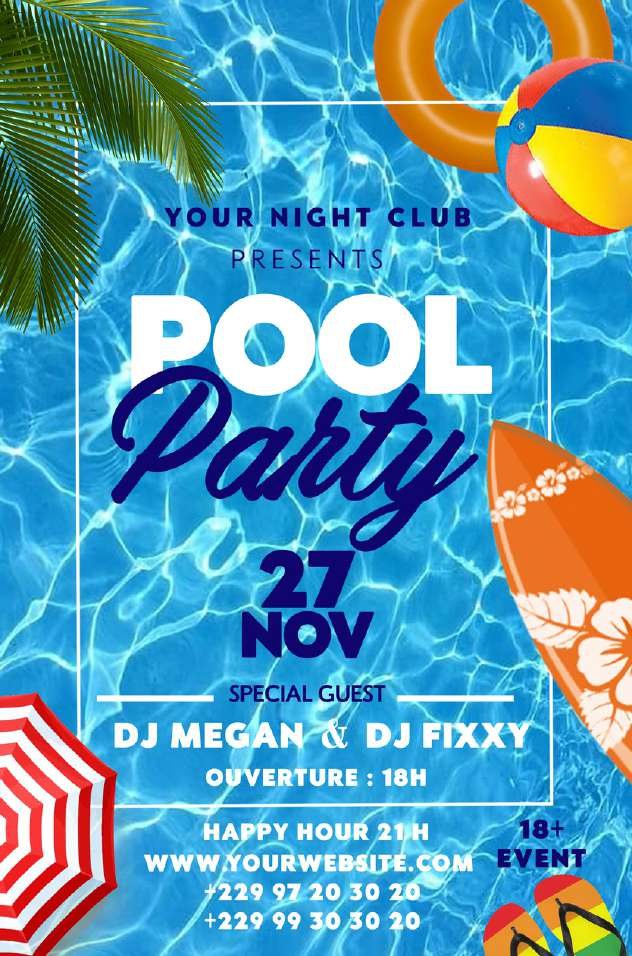 YOUR NIGHT CLUB
PRESENTS
POOL
Party
27
NOV
SPECIAL GUEST
DJ MEGAN & DJ FIXXY
OUVERTURE : 18H
HAPPY HOUR 21 H
WWW.YOURWEBSITE.COM
+229 97 20 30 20
+229 99 30 30 20
18+
EVENT